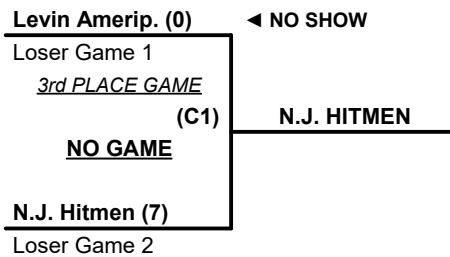 Levin Amerip. (0) ◄ NO SHOW
Loser Game 1
3rd PLACE GAME
(C1) N.J. HITMEN
NO GAME
N.J. Hitmen (7)
Loser Game 2